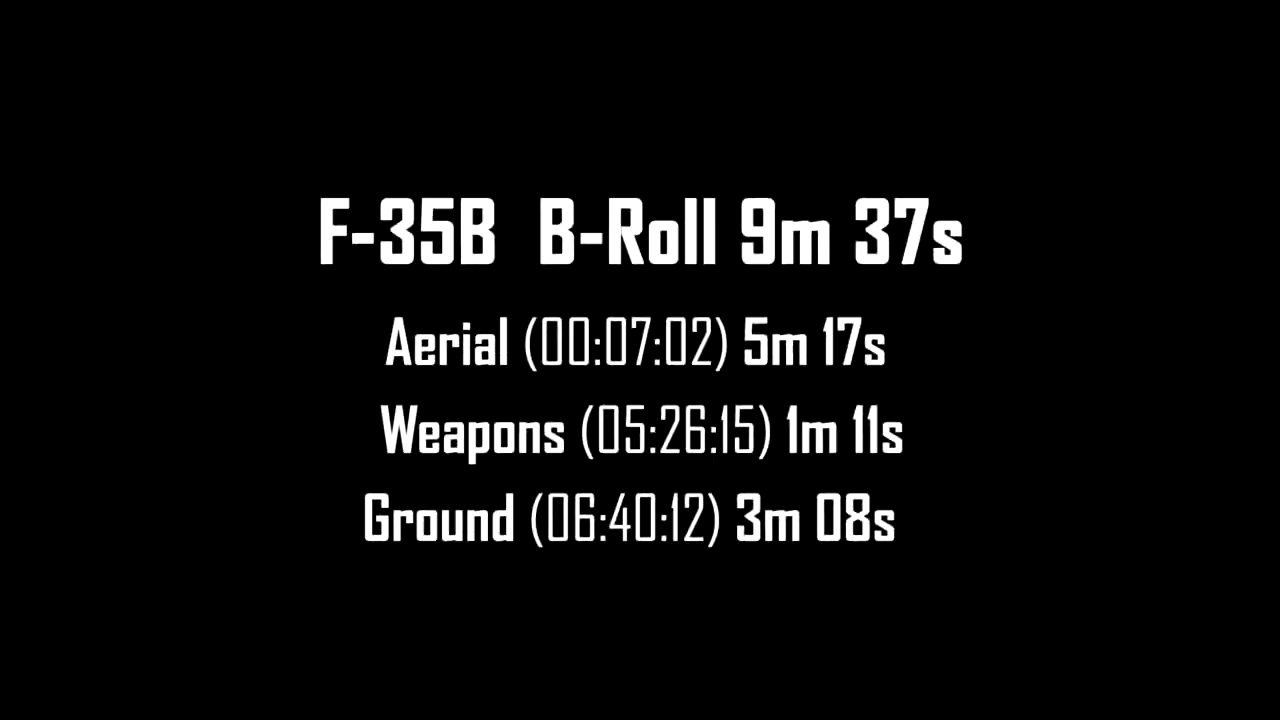 F-35B  B-Roll 9m 37s
Aerial (00:07:02) 5m 17s
Weapons (05:26:15) 1m 11s
Ground (06:40:12) 3m 08s